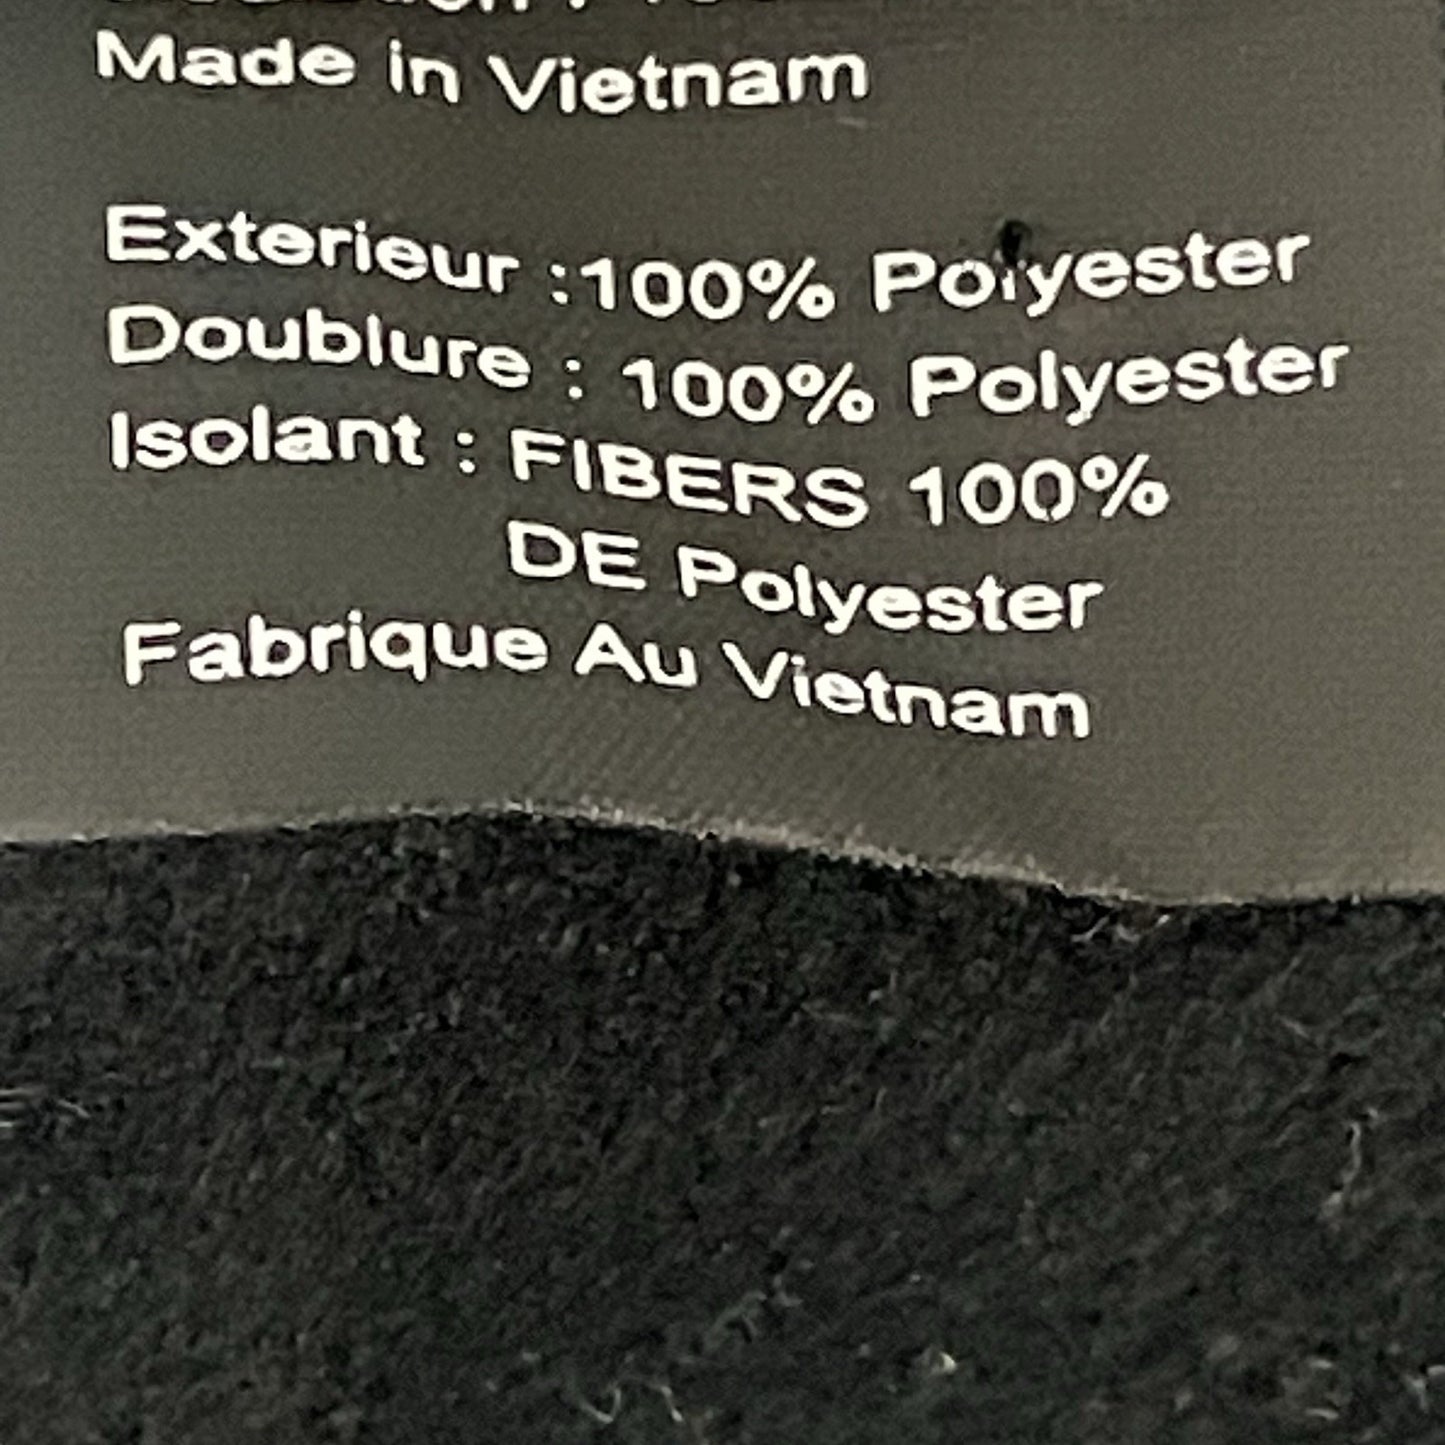 Made in Vietnam
Exterieur :100% Polyester
Doublure : 100% Polyester
Isolant : FIBERS 100%
DE Polyester
Fabrique Au Vietnam